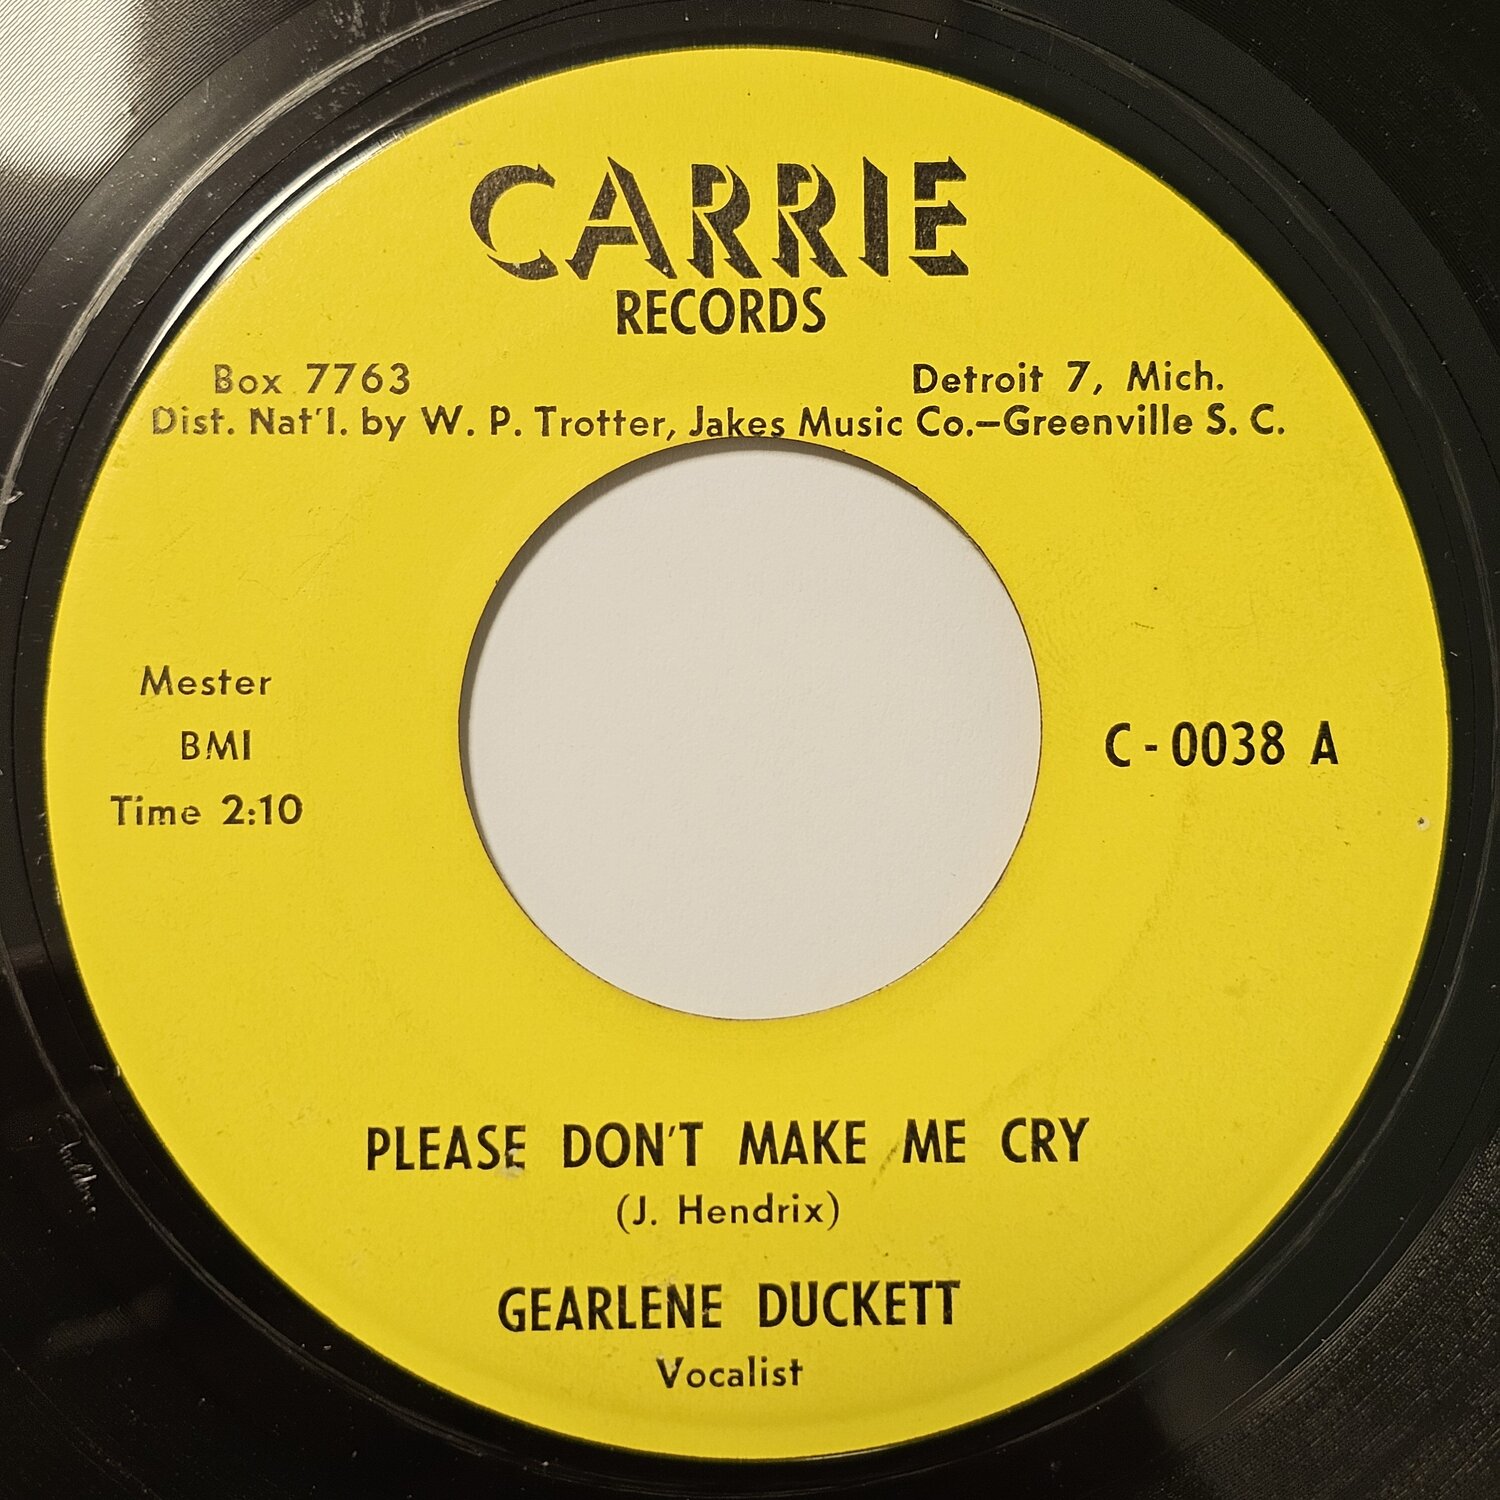 CARRIE
RECORDS
Box 7763 Detroit 7, Mich.
Dist. Nat'l. by W. P. Trotter, Jakes Music Co.—Greenville S. C.
Mester
BMI
Time 2:10
C - 0038 A
PLEASE DON'T MAKE ME CRY
(J. Hendrix)
GEARLENE DUCKETT
Vocalist